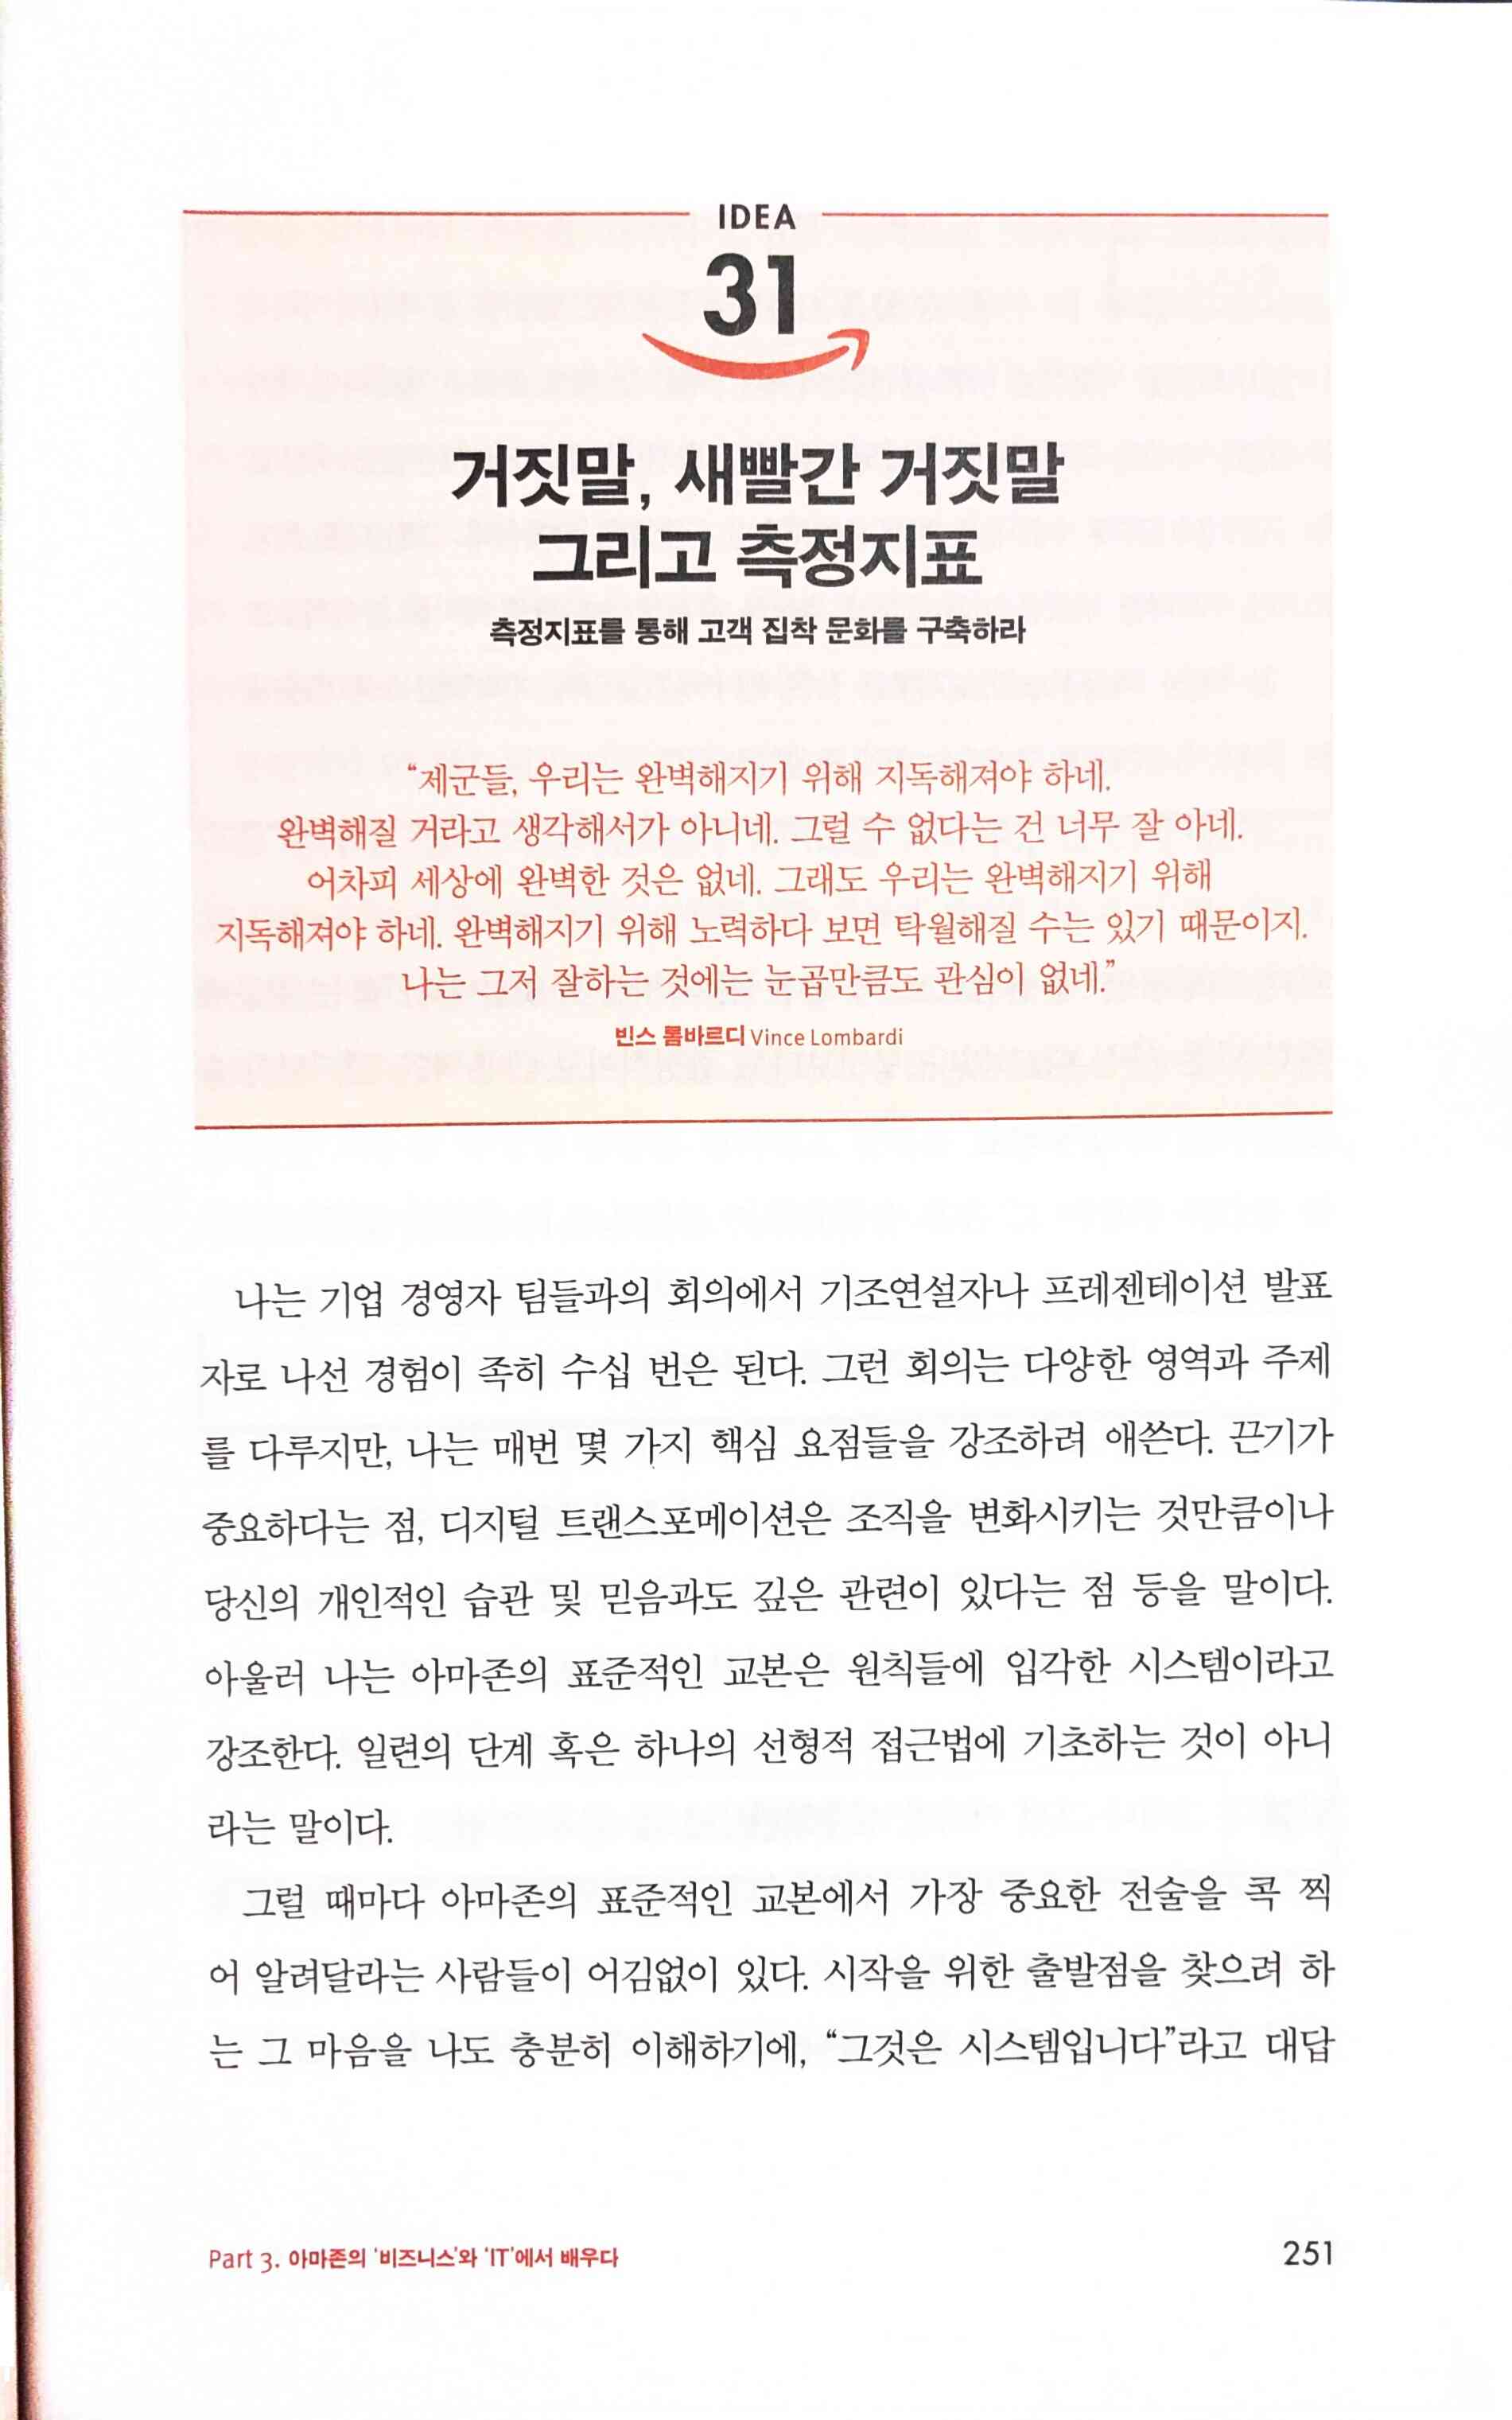 IDEA
31
거짓말, 새빨간 거짓말
그리고 측정지표
측정지표를 통해 고객 집착 문화를 구축하라
“제군들, 우리는 완벽해지기 위해 지독해져야 하네.
완벽해질 거라고 생각해서가 아니네. 그럴 수 없다는 건 너무 잘 아네.
어차피 세상에 완벽한 것은 없네. 그래도 우리는 완벽해지기 위해
지독해져야 하네. 완벽해지기 위해 노력하다 보면 탁월해질 수는 있기 때문이지.
나는 그저 잘하는 것에는 눈곱만큼도 관심이 없네.”
빈스 롬바르디 Vince Lombardi
나는 기업 경영자 팀들과의 회의에서 기조연설자나 프레젠테이션 발표
자로 나선 경험이 족히 수십 번은 된다. 그런 회의는 다양한 영역과 주제
를 다루지만, 나는 매번 몇 가지 핵심 요점들을 강조하려 애쓴다. 끈기가
중요하다는 점, 디지털 트랜스포메이션은 조직을 변화시키는 것만큼이나
당신의 개인적인 습관 및 믿음과도 깊은 관련이 있다는 점 등을 말이다.
아울러 나는 아마존의 표준적인 교본은 원칙들에 입각한 시스템이라고
강조한다. 일련의 단계 혹은 하나의 선형적 접근법에 기초하는 것이 아니
라는 말이다.
그럴 때마다 아마존의 표준적인 교본에서 가장 중요한 전술을 콕 찍
어 알려달라는 사람들이 어김없이 있다. 시작을 위한 출발점을 찾으려 하
는 그 마음을 나도 충분히 이해하기에, “그것은 시스템입니다”라고 대답
Part 3. 아마존의 ‘비즈니스’와 ‘IT’에서 배우다
251